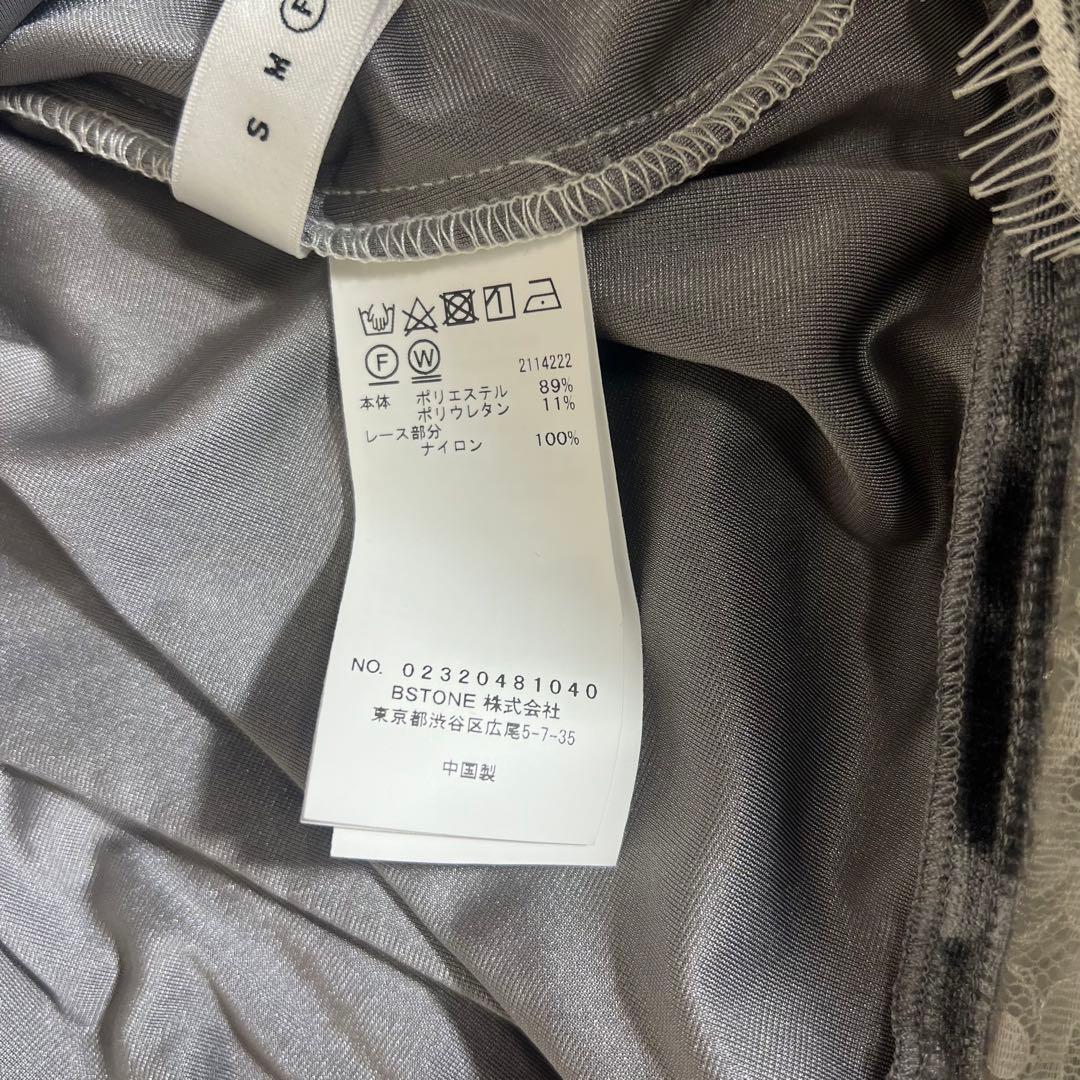 S M F
F W 2114222
本体 ポリエステル 89%
ポリウレタン 11%
レース部分
ナイロン 100%
NO. 02320481040
BSTONE 株式会社
東京都渋谷区広尾5-7-35
中国製